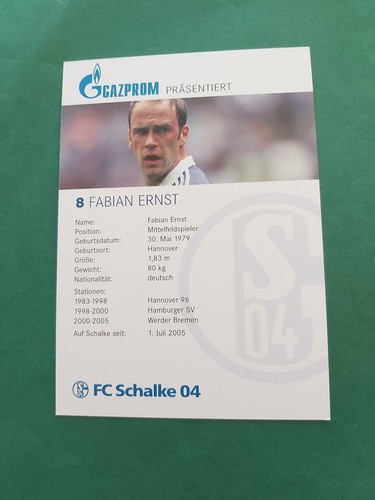 GAZPROM PRÄSENTIERT
8 FABIAN ERNST
Name: Fabian Ernst
Position: Mittelfeldspieler
Geburtsdatum: 30. Mai 1979
Geburtsort: Hannover
Größe: 1,83 m
Gewicht: 80 kg
Nationalität: deutsch
Stationen:
1983-1998 Hannover 96
1998-2000 Hamburger SV
2000-2005 Werder Bremen
Auf Schalke seit: 1. Juli 2005
S 04
FC Schalke 04